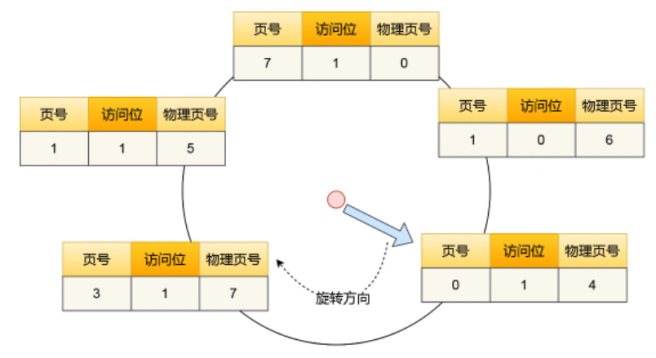 页号 访问位 物理页号
7 1 0
页号 访问位 物理页号
1 1 5
页号 访问位 物理页号
1 0 6
页号 访问位 物理页号
3 1 7
页号 访问位 物理页号
0 1 4
旋转方向